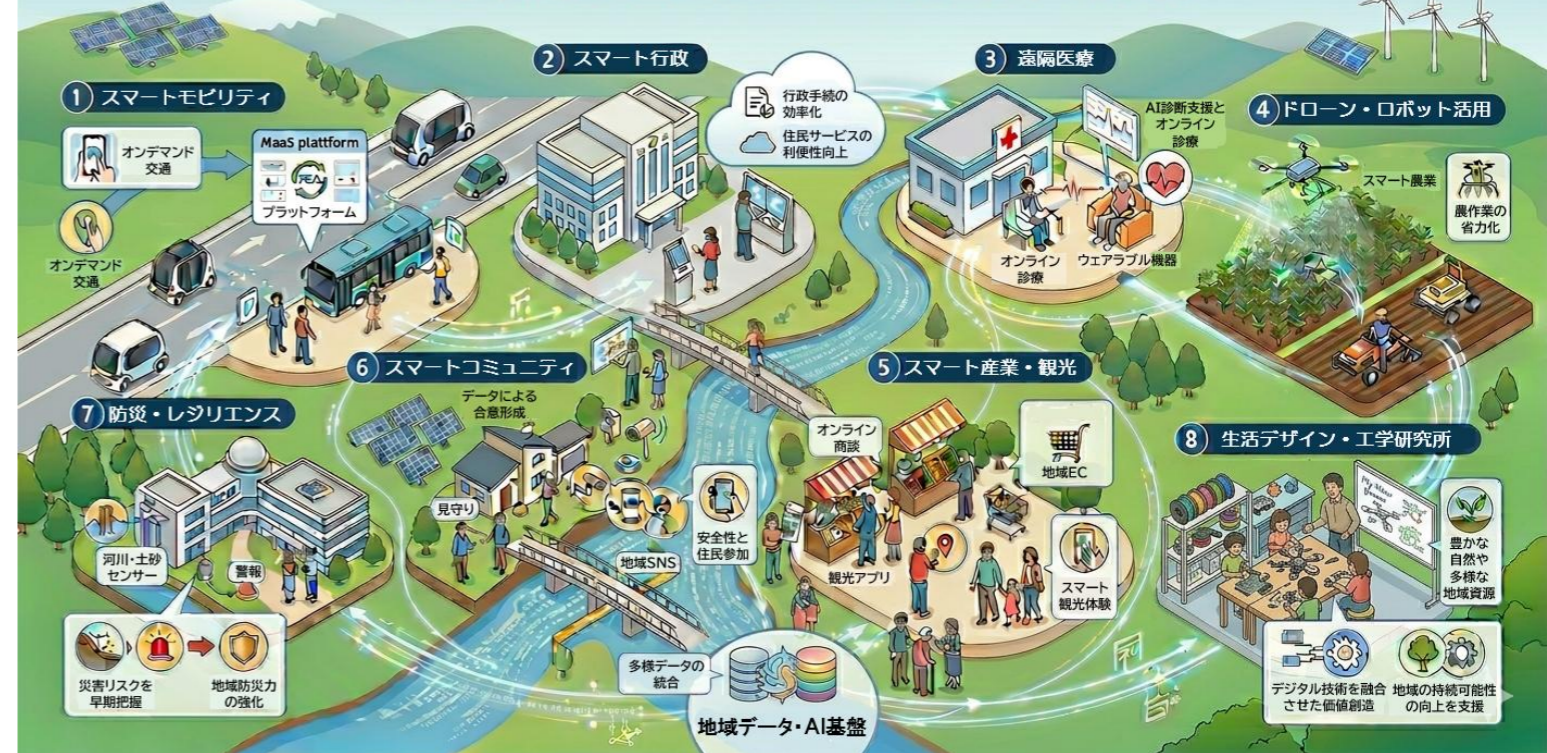 ① スマートモビリティ
オンデマンド
交通
MaaS plattform
プラットフォーム
オンデマンド
交通
② スマート行政
行政手続の
効率化
住民サービスの
利便性向上
③ 遠隔医療
AI診断支援と
オンライン
診療
オンライン
診療
ウェアラブル機器
④ ドローン・ロボット活用
スマート農業
農作業の
省力化
⑤ スマート産業・観光
オンライン
商談
地域EC
観光アプリ
スマート
観光体験
⑥ スマートコミュニティ
データによる
合意形成
見守り
地域SNS
安全性と
住民参加
⑦ 防災・レジリエンス
河川・土砂
センサー
警報
災害リスクを
早期把握
地域防災力
の強化
⑧ 生活デザイン・工学研究所
豊かな
自然や
多様な
地域資源
デジタル技術を融合
させた価値創造
地域の持続可能性
の向上を支援
多様データの
統合
地域データ・AI基盤